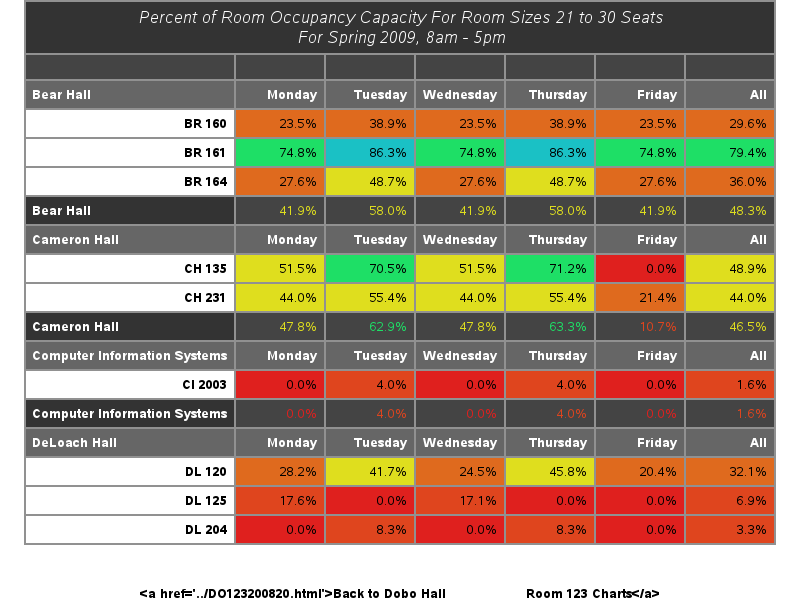 Percent of Room Occupancy Capacity For Room Sizes 21 to 30 Seats
For Spring 2009, 8am - 5pm
Bear Hall Monday Tuesday Wednesday Thursday Friday All
BR 160 23.5% 38.9% 23.5% 38.9% 23.5% 29.6%
BR 161 74.8% 86.3% 74.8% 86.3% 74.8% 79.4%
BR 164 27.6% 48.7% 27.6% 48.7% 27.6% 36.0%
Bear Hall 41.9% 58.0% 41.9% 58.0% 41.9% 48.3%
Cameron Hall Monday Tuesday Wednesday Thursday Friday All
CH 135 51.5% 70.5% 51.5% 71.2% 0.0% 48.9%
CH 231 44.0% 55.4% 44.0% 55.4% 21.4% 44.0%
Cameron Hall 47.8% 62.9% 47.8% 63.3% 10.7% 46.5%
Computer Information Systems Monday Tuesday Wednesday Thursday Friday All
CI 2003 0.0% 4.0% 0.0% 4.0% 0.0% 1.6%
Computer Information Systems 0.0% 4.0% 0.0% 4.0% 0.0% 1.6%
DeLoach Hall Monday Tuesday Wednesday Thursday Friday All
DL 120 28.2% 41.7% 24.5% 45.8% 20.4% 32.1%
DL 125 17.6% 0.0% 17.1% 0.0% 0.0% 6.9%
DL 204 0.0% 8.3% 0.0% 8.3% 0.0% 3.3%
<a href='../DO123200820.html'>Back to Dobo Hall Room 123 Charts</a>